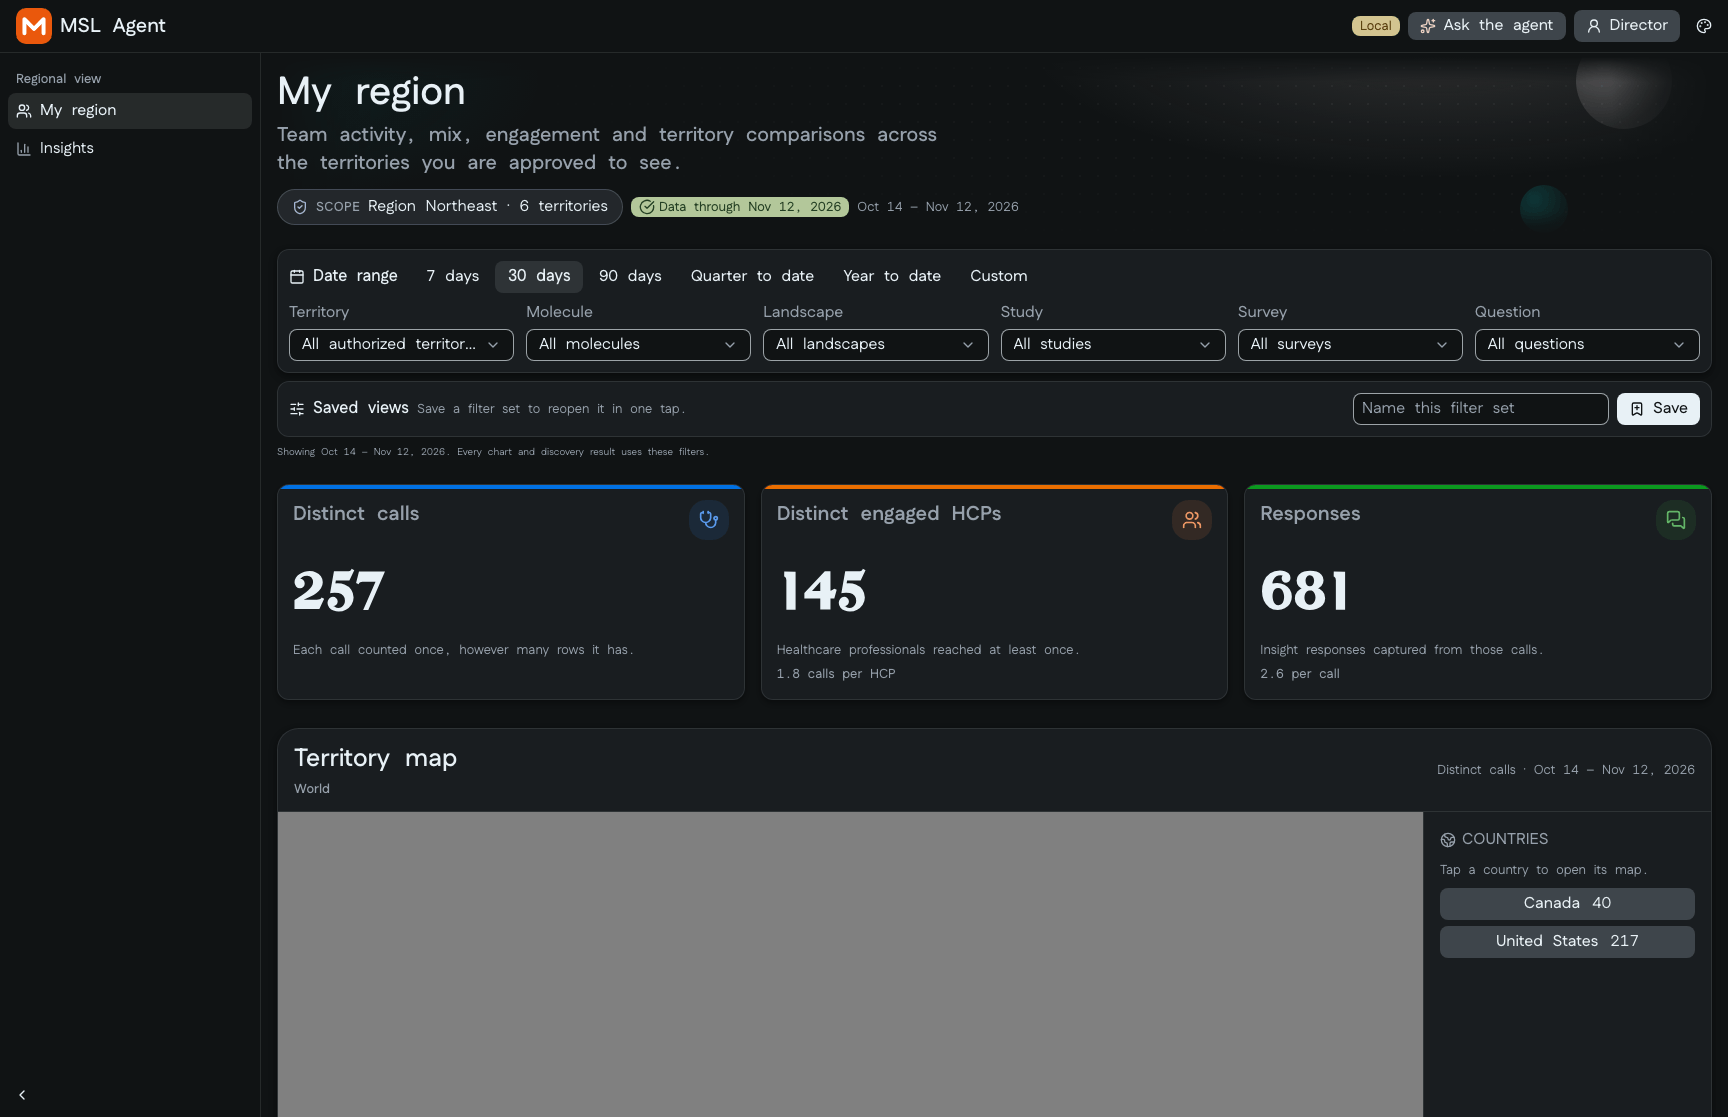 MSL Agent
Local
Ask the agent
Director
Regional view
My region
Insights
My region
Team activity, mix, engagement and territory comparisons across
the territories you are approved to see.
SCOPE Region Northeast · 6 territories
Data through Nov 12, 2026
Oct 14 – Nov 12, 2026
Date range
7 days
30 days
90 days
Quarter to date
Year to date
Custom
Territory
Molecule
Landscape
Study
Survey
Question
All authorized territor...
All molecules
All landscapes
All studies
All surveys
All questions
Saved views
Save a filter set to reopen it in one tap.
Name this filter set
Save
Showing Oct 14 – Nov 12, 2026. Every chart and discovery result uses these filters.
Distinct calls
257
Each call counted once, however many rows it has.
Distinct engaged HCPs
145
Healthcare professionals reached at least once.
1.8 calls per HCP
Responses
681
Insight responses captured from those calls.
2.6 per call
Territory map
World
Distinct calls · Oct 14 – Nov 12, 2026
COUNTRIES
Tap a country to open its map.
Canada 40
United States 217